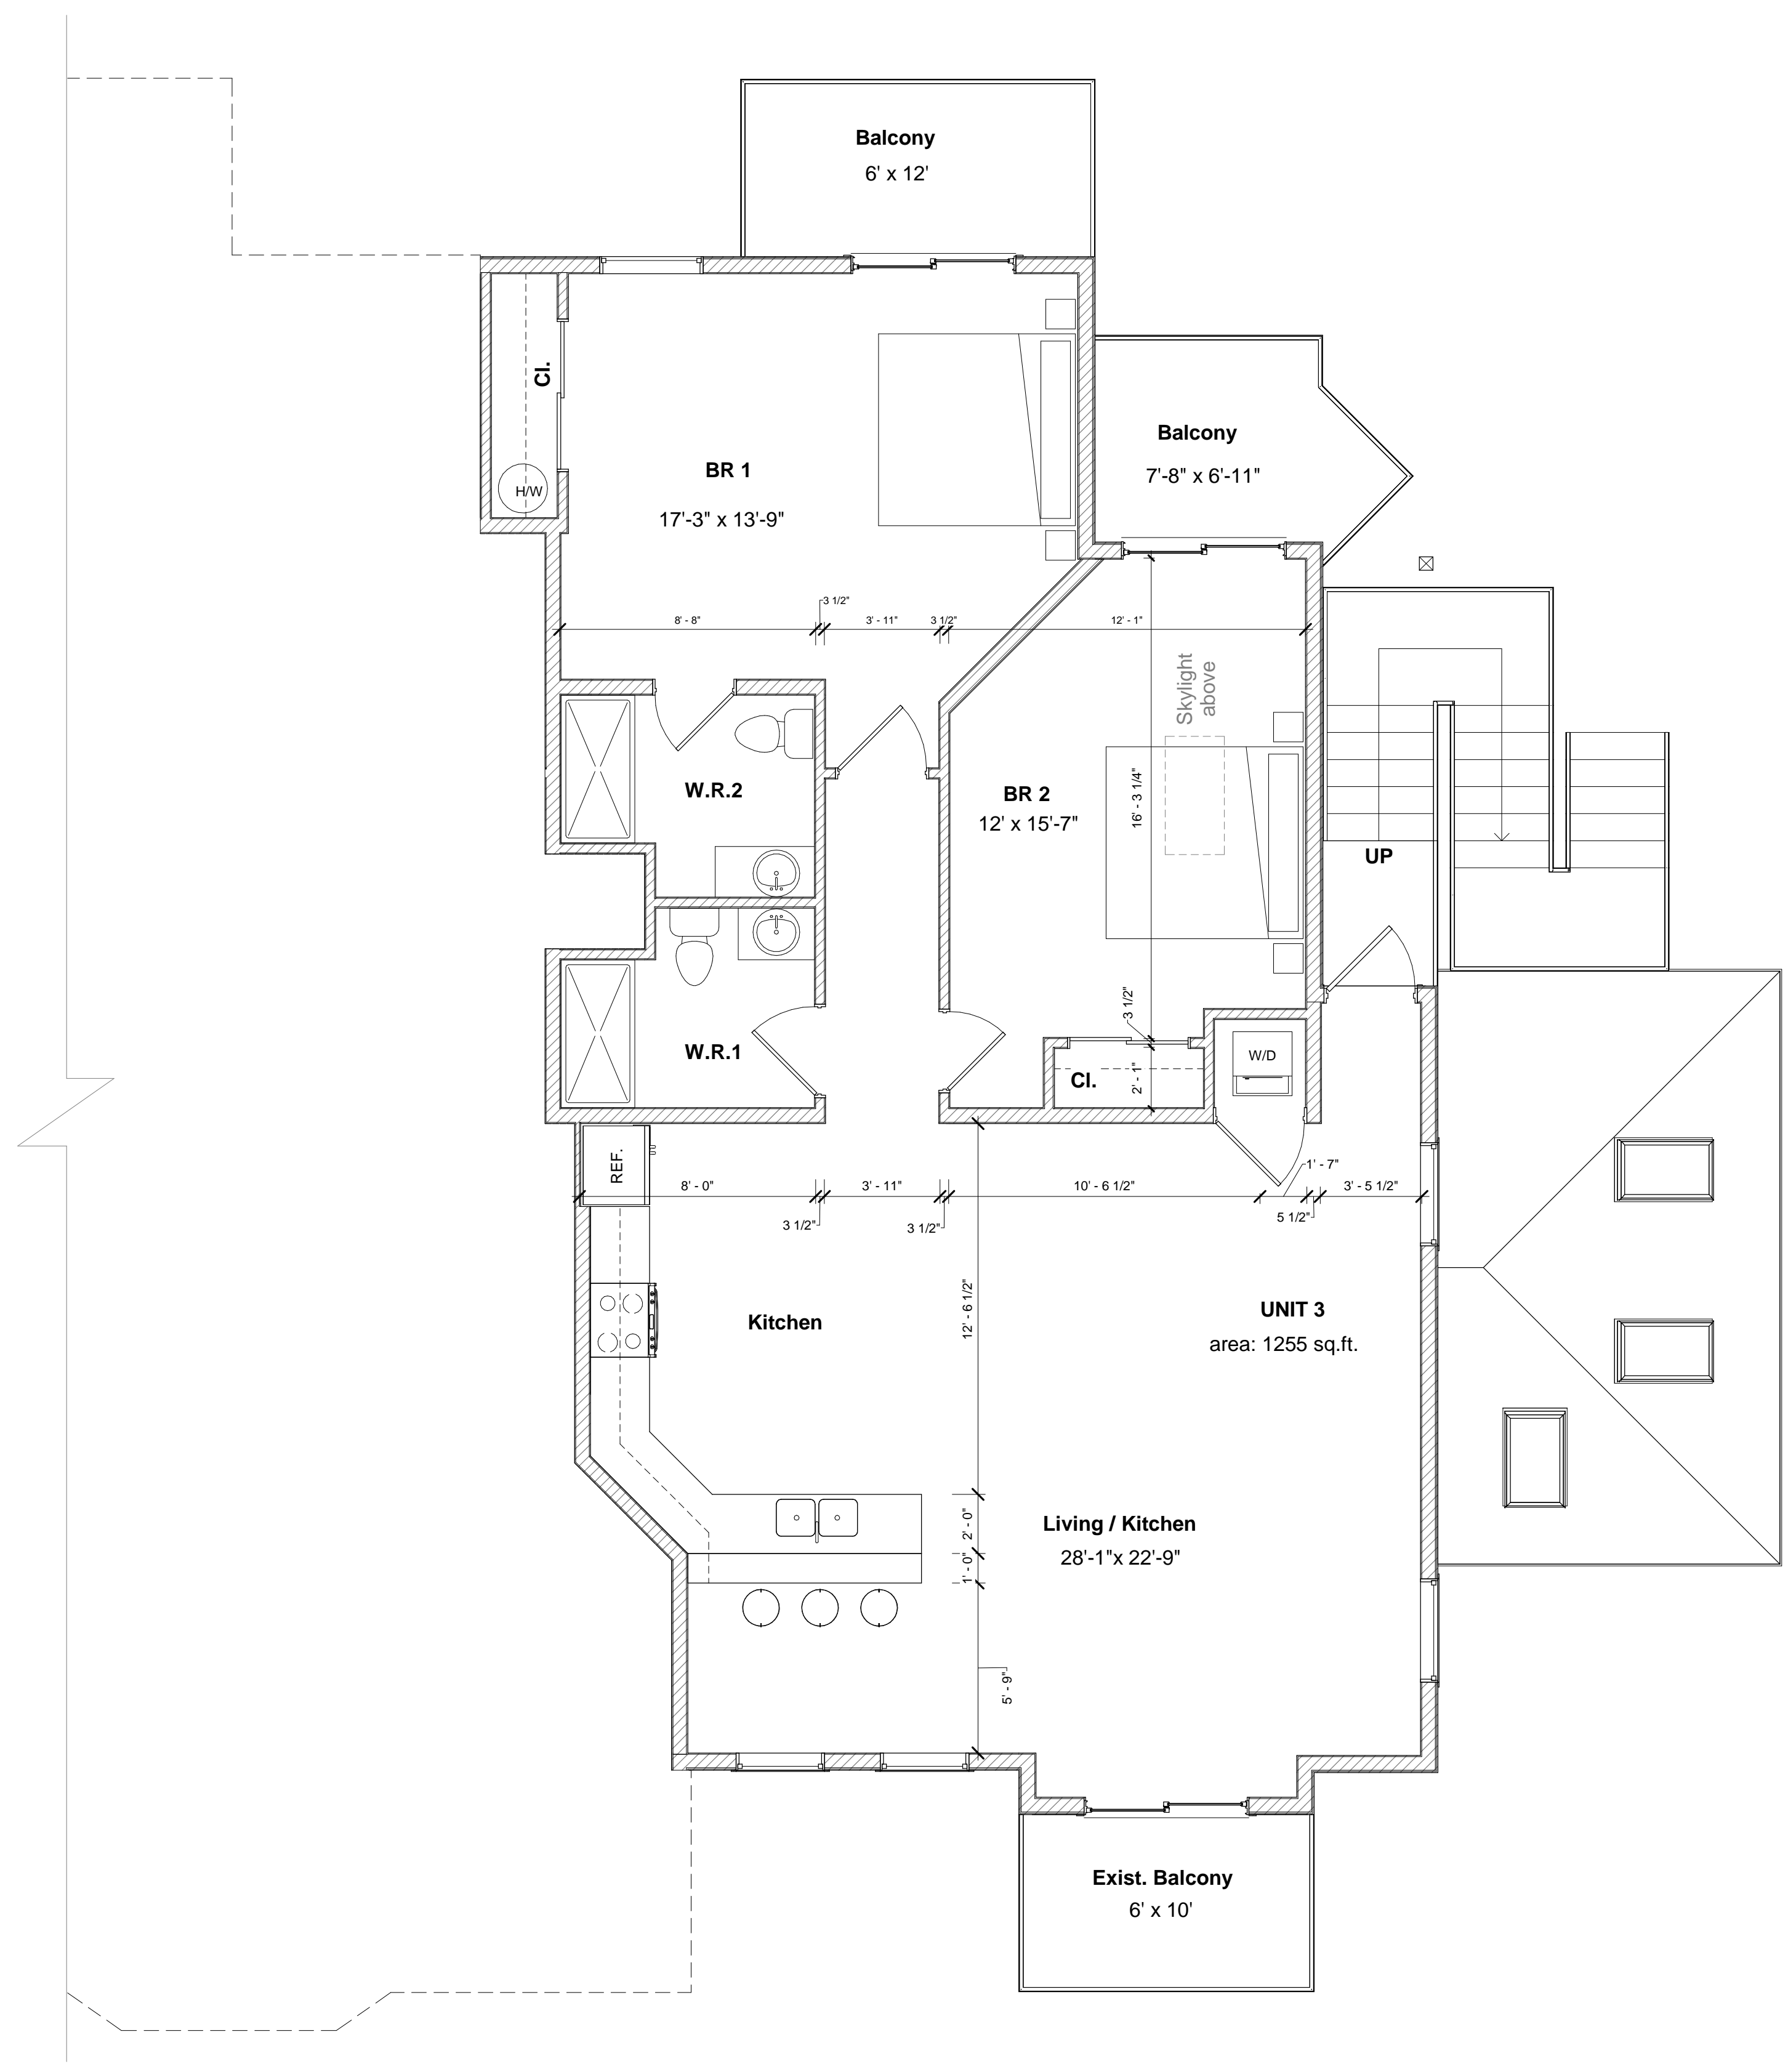 Balcony
6' x 12'
Cl.
Balcony
7'-8" x 6'-11"
BR 1
H/W
17'-3" x 13'-9"
3 1/2"
8' - 8"
3' - 11"
3 1/2"
12' - 1"
Skylight
above
W.R.2
BR 2
16' - 3 1/4"
12' x 15'-7"
UP
3 1/2"
W.R.1
W/D
Cl.
2' - 1"
REF.
1' - 7"
8' - 0"
3' - 11"
10' - 6 1/2"
3' - 5 1/2"
3 1/2"
3 1/2"
5 1/2"
12' - 6 1/2"
UNIT 3
Kitchen
area: 1255 sq.ft.
Living / Kitchen
2' - 0"
28'-1"x 22'-9"
1' - 0"
5' - 9"
Exist. Balcony
6' x 10'